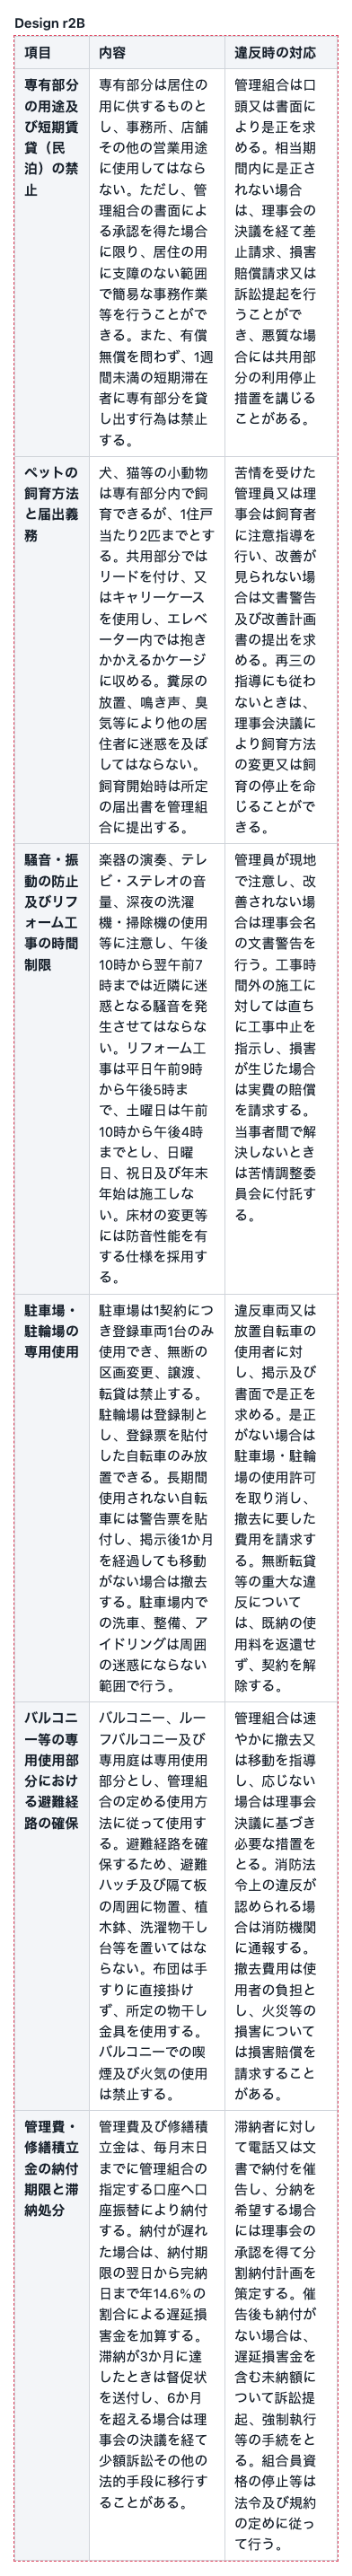 Design r2B
項目
内容
違反時の対応
専有部分
の用途及
び短期賃
貸（民
泊）の禁
止
専有部分は居住の
用に供するものと
し、事務所、店舗
その他の営業用途
に使用してはなら
ない。ただし、管
理組合の書面によ
る承認を得た場合
に限り、居住の用
に支障のない範囲
で簡易な事務作業
等を行うことがで
きる。また、有償
無償を問わず、1週
間未満の短期滞在
者に専有部分を貸
し出す行為は禁止
する。
管理組合は口
頭又は書面に
より是正を求
める。相当期
間内に是正さ
れない場合
は、理事会の
決議を経て差
止請求、損害
賠償請求又は
訴訟提起を行
うことがで
き、悪質な場
合には共用部
分の利用停止
措置を講じる
ことがある。
ペットの
飼育方法
と届出義
務
犬、猫等の小動物
は専有部分内で飼
育できるが、1住戸
当たり2匹までとす
る。共用部分では
リードを付け、又
はキャリーケース
を使用し、エレベ
ーター内では抱き
かかえるかケージ
に収める。糞尿の
放置、鳴き声、臭
気等により他の居
住者に迷惑を及ぼ
してはならない。
飼育開始時は所定
の届出書を管理組
合に提出する。
苦情を受けた
管理員又は理
事会は飼育者
に注意指導を
行い、改善が
見られない場
合は文書警告
及び改善計画
書の提出を求
める。再三の
指導にも従わ
ないときは、
理事会決議に
より飼育方法
の変更又は飼
育の停止を命
じることがで
きる。
騒音・振
動の防止
及びリフ
ォーム工
事の時間
制限
楽器の演奏、テレ
ビ・ステレオの音
量、深夜の洗濯
機・掃除機の使用
等に注意し、午後
10時から翌午前7
時までは近隣に迷
惑となる騒音を発
生させてはならな
い。リフォーム工
事は平日午前9時
から午後5時ま
で、土曜日は午前
10時から午後4時
までとし、日曜
日、祝日及び年末
年始は施工しな
い。床材の変更等
には防音性能を有
する仕様を採用す
る。
管理員が現地
で注意し、改
善されない場
合は理事会名
の文書警告を
行う。工事時
間外の施工に
対しては直ち
に工事中止を
指示し、損害
が生じた場合
は実費の賠償
を請求する。
当事者間で解
決しないとき
は苦情調整委
員会に付託す
る。
駐車場・
駐輪場の
専用使用
駐車場は1契約につ
き登録車両1台のみ
使用でき、無断の
区画変更、譲渡、
転貸は禁止する。
駐輪場は登録制と
し、登録票を貼付
した自転車のみ放
置できる。長期間
使用されない自転
車には警告票を貼
付し、掲示後1か月
を経過しても移動
がない場合は撤去
する。駐車場内で
の洗車、整備、ア
イドリングは周囲
の迷惑にならない
範囲で行う。
違反車両又は
放置自転車の
使用者に対
し、掲示及び
書面で是正を
求める。是正
がない場合は
駐車場・駐輪
場の使用許可
を取り消し、
撤去に要した
費用を請求す
る。無断転貸
等の重大な違
反について
は、既納の使
用料を返還せ
ず、契約を解
除する。
バルコニ
ー等の専
用使用部
分におけ
る避難経
路の確保
バルコニー、ルー
フバルコニー及び
専用庭は専用使用
部分とし、管理組
合の定める使用方
法に従って使用す
る。避難経路を確
保するため、避難
ハッチ及び隔て板
の周囲に物置、植
木鉢、洗濯物干し
台等を置いてはな
らない。布団は手
すりに直接掛け
ず、所定の物干し
金具を使用する。
バルコニーでの喫
煙及び火気の使用
は禁止する。
管理組合は速
やかに撤去又
は移動を指導
し、応じない
場合は理事会
決議に基づき
必要な措置を
とる。消防法
令上の違反が
認められる場
合は消防機関
に通報する。
撤去費用は使
用者の負担と
し、火災等の
損害について
は損害賠償を
請求すること
がある。
管理費・
修繕積立
金の納付
期限と滞
納処分
管理費及び修繕積
立金は、毎月末日
までに管理組合の
指定する口座へ口
座振替により納付
する。納付が遅れ
た場合は、納付期
限の翌日から完納
日まで年14.6%の
割合による遅延損
害金を加算する。
滞納が3か月に達
したときは督促状
を送付し、6か月
を超える場合は理
事会の決議を経て
少額訴訟その他の
法的手段に移行す
ることがある。
滞納者に対し
て電話又は文
書で納付を催
告し、分納を
希望する場合
には理事会の
承認を得て分
割納付計画を
策定する。催
告後も納付が
ない場合は、
遅延損害金を
含む未納額に
ついて訴訟提
起、強制執行
等の手続をと
る。組合員資
格の停止等は
法令及び規約
の定めに従っ
て行う。